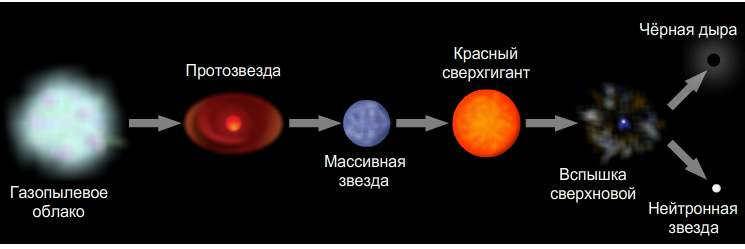 Газопылевое
облако
Протозвезда
Массивная
звезда
Красный
сверхгигант
Вспышка
сверхновой
Чёрная дыра
Нейтронная
звезда